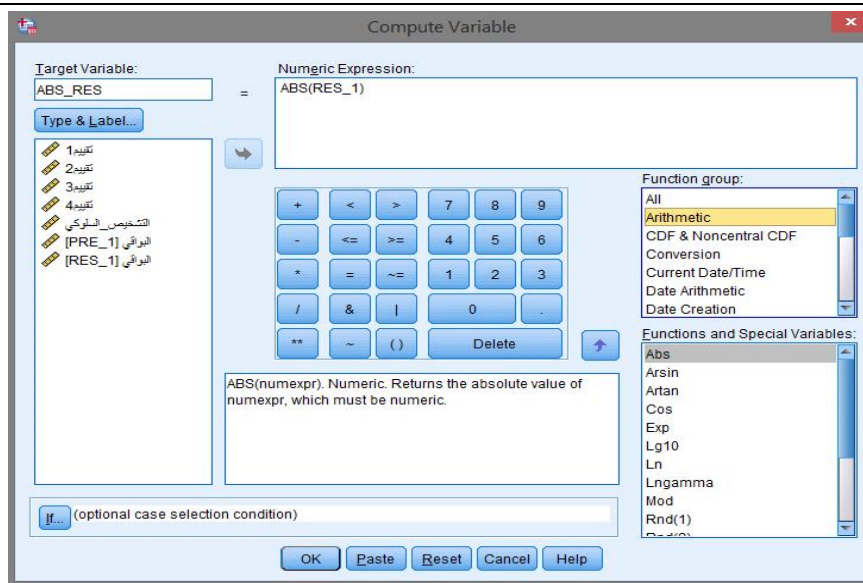 Compute Variable
Target Variable:
ABS_RES
=
Numeric Expression:
ABS(RES_1)
Type & Label...
تقييم1
تقييم2
تقييم3
تقييم4
التشخيص_السلوكي
البواقي [PRE_1]
البواقي [RES_1]
+ < > 7 8 9
- <= >= 4 5 6
* = ~= 1 2 3
/ & | 0 .
** ~ ( ) Delete
ABS(numexpr). Numeric. Returns the absolute value of
numexpr, which must be numeric.
Function group:
All
Arithmetic
CDF & Noncentral CDF
Conversion
Current Date/Time
Date Arithmetic
Date Creation
Functions and Special Variables:
Abs
Arsin
Artan
Cos
Exp
Lg10
Ln
Lngamma
Mod
Rnd(1)
If... (optional case selection condition)
OK Paste Reset Cancel Help